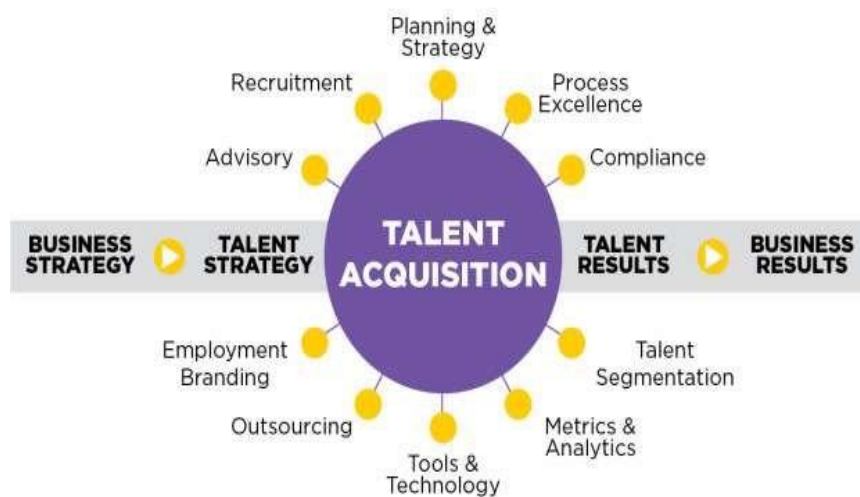 Planning &
Strategy
Recruitment
Process
Excellence
Advisory
Compliance
BUSINESS
STRATEGY
TALENT
STRATEGY
TALENT
ACQUISITION
TALENT
RESULTS
BUSINESS
RESULTS
Employment
Branding
Talent
Segmentation
Outsourcing
Metrics &
Analytics
Tools &
Technology